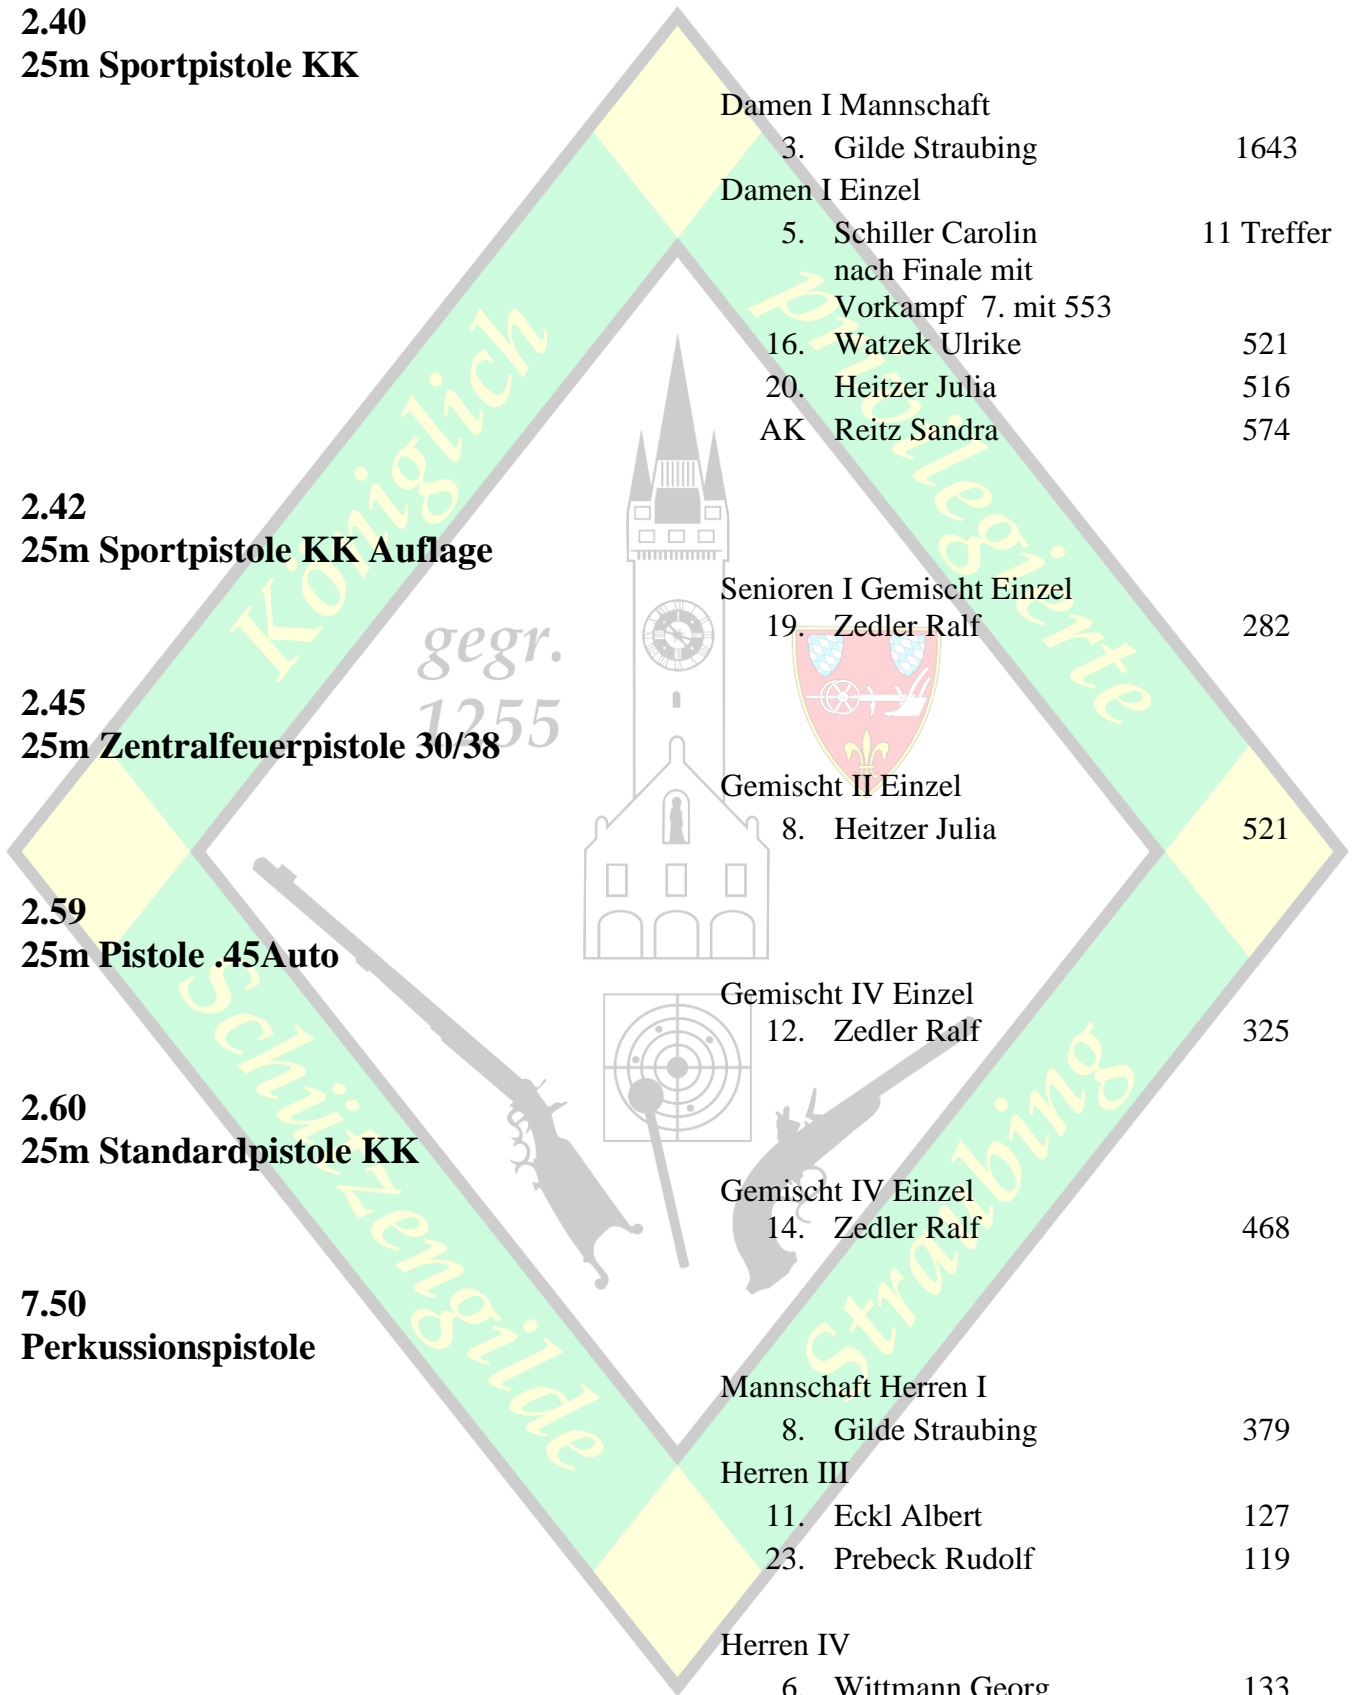 2.40
25m Sportpistole KK
Damen I Mannschaft
3. Gilde Straubing 1643
Damen I Einzel
5. Schiller Carolin 11 Treffer
nach Finale mit
Vorkampf 7. mit 553
16. Watzek Ulrike 521
20. Heitzer Julia 516
AK Reitz Sandra 574
2.42
25m Sportpistole KK Auflage
Senioren I Gemischt Einzel
19. Zedler Ralf 282
2.45
25m Zentralfeuerpistole 30/38
Gemischt II Einzel
8. Heitzer Julia 521
2.59
25m Pistole .45Auto
Gemischt IV Einzel
12. Zedler Ralf 325
2.60
25m Standardpistole KK
Gemischt IV Einzel
14. Zedler Ralf 468
7.50
Perkussionspistole
Mannschaft Herren I
8. Gilde Straubing 379
Herren III
11. Eckl Albert 127
23. Prebeck Rudolf 119
Herren IV
6. Wittmann Georg 133
Königlich
privilegierte
Schützengilde
Straubing
gegr.
1255